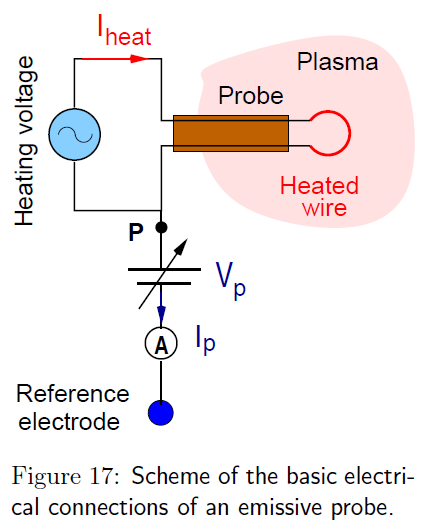 I heat
Plasma
Probe
Heating voltage
Heated
wire
P
Vp
A
Ip
Reference
electrode
Figure 17: Scheme of the basic electri-
cal connections of an emissive probe.